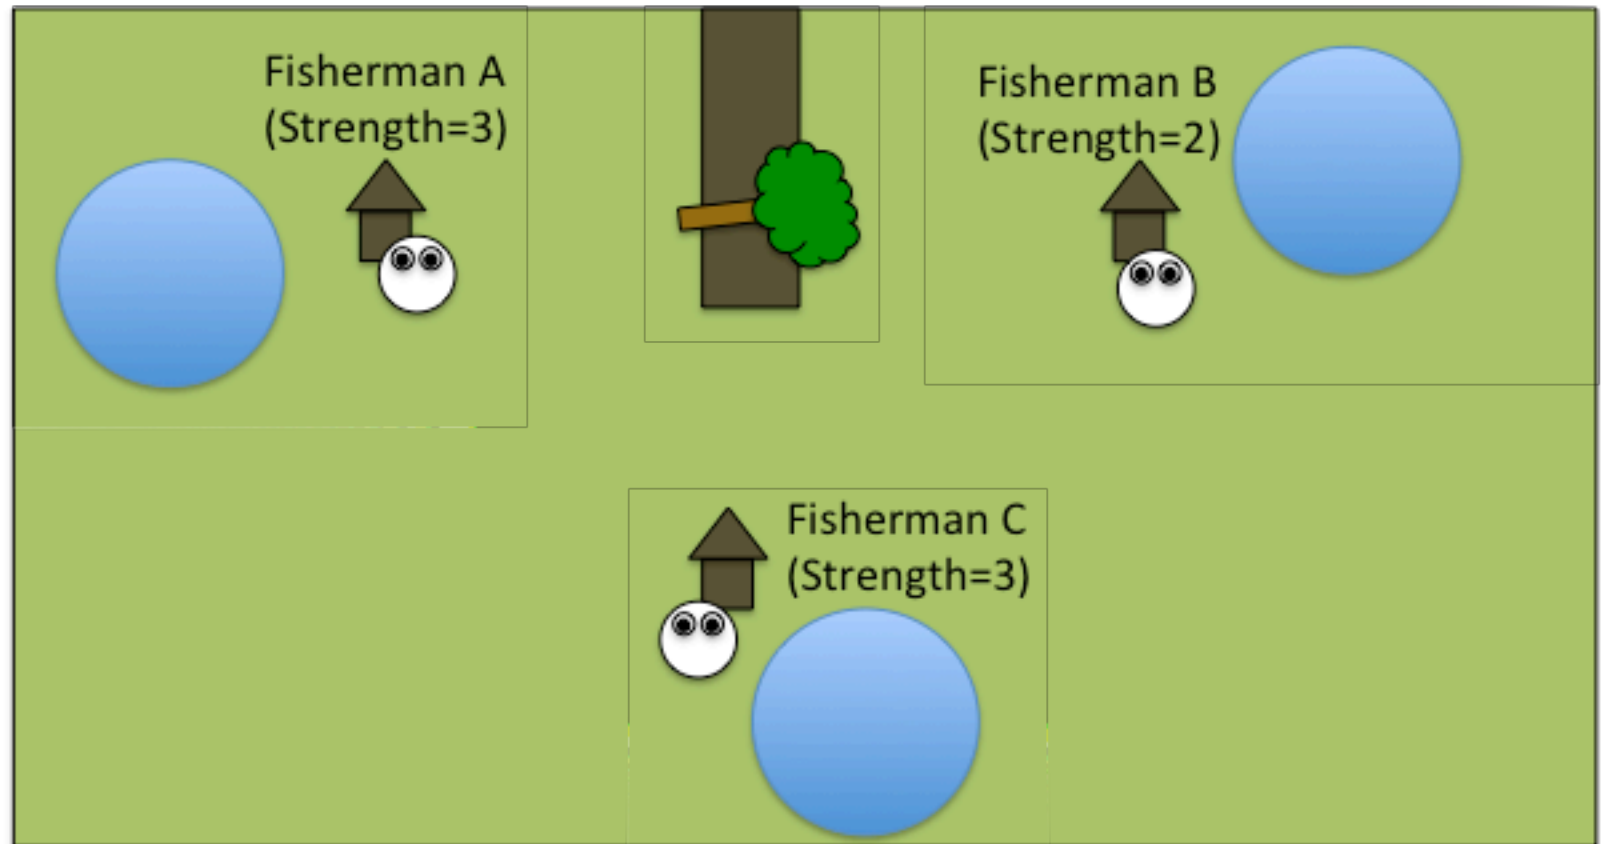 Fisherman A
(Strength=3)
Fisherman B
(Strength=2)
Fisherman C
(Strength=3)